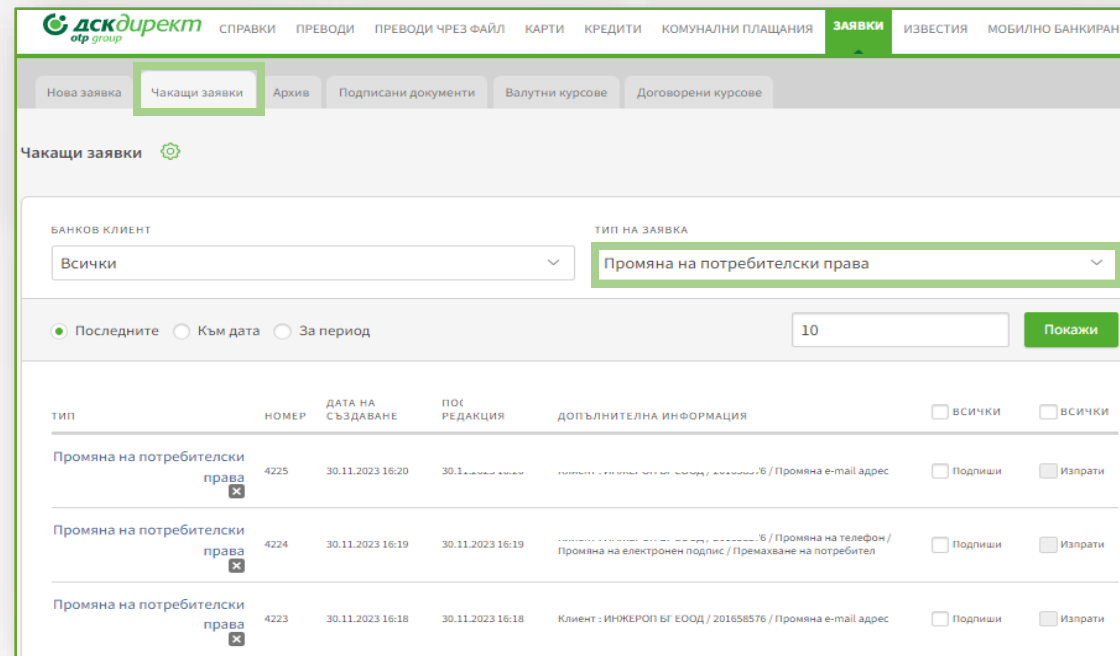 дскдирект
otp group
СПРАВКИ ПРЕВОДИ ПРЕВОДИ ЧРЕЗ ФАЙЛ КАРТИ КРЕДИТИ КОМУНАЛНИ ПЛАЩАНИЯ ЗАЯВКИ ИЗВЕСТИЯ МОБИЛНО БАНКИРАН
Нова заявка Чакащи заявки Архив Подписани документи Валутни курсове Договорени курсове
Чакащи заявки
БАНКОВ КЛИЕНТ ТИП НА ЗАЯВКА
Всички Промяна на потребителски права
Последните Към дата За период 10 Покажи
ТИП НОМЕР ДАТА НА СЪЗДАВАНЕ РЕДАКЦИЯ ДОПЪЛНИТЕЛНА ИНФОРМАЦИЯ ВСИЧКИ ВСИЧКИ
Промяна на потребителски
права 4225 30.11.2023 16:20 / Промяна e-mail адрес Подпиши Изпрати
Промяна на потребителски
права 4224 30.11.2023 16:19 30.11.2023 16:19 / Промяна на телефон /
Промяна на електронен подпис / Премахване на потребител Подпиши Изпрати
Промяна на потребителски
права 4223 30.11.2023 16:18 30.11.2023 16:18 Клиент : ИНЖЕРОП БГ ЕООД / 201658576 / Промяна e-mail адрес Подпиши Изпрати